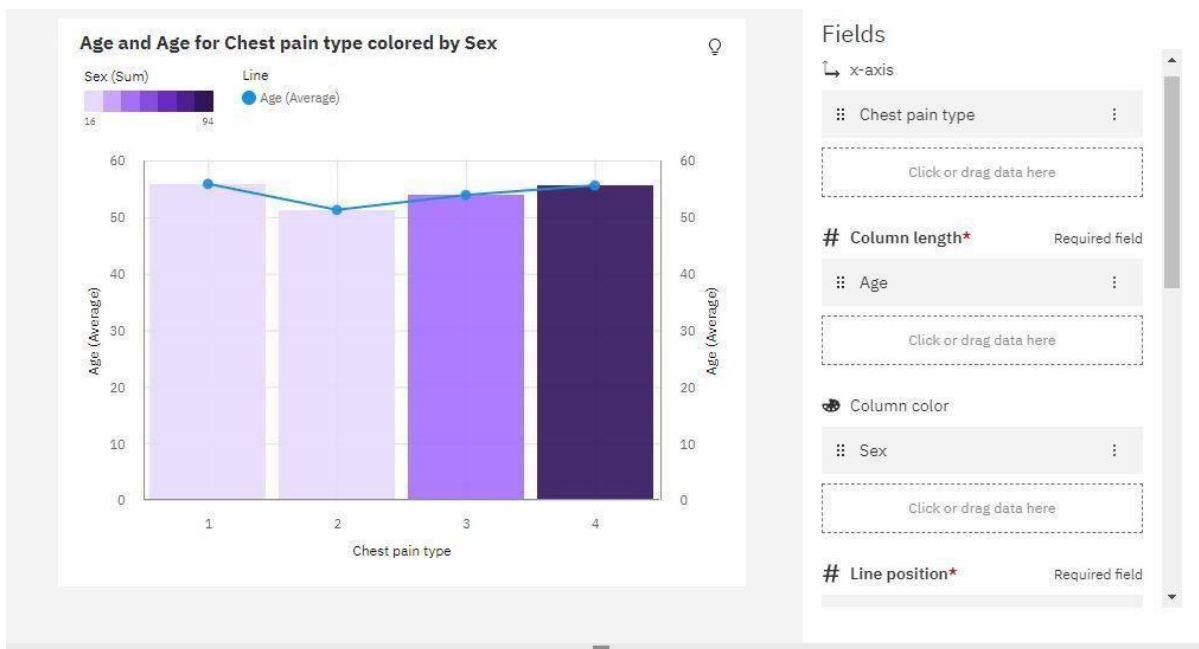 Age and Age for Chest pain type colored by Sex
Sex (Sum)
16 94
Line
Age (Average)
60
50
40
30
20
10
0
Age (Average)
60
50
40
30
20
10
0
Age (Average)
1 2 3 4
Chest pain type
Fields
x-axis
Chest pain type
Click or drag data here
# Column length* Required field
Age
Click or drag data here
Column color
Sex
Click or drag data here
# Line position* Required field